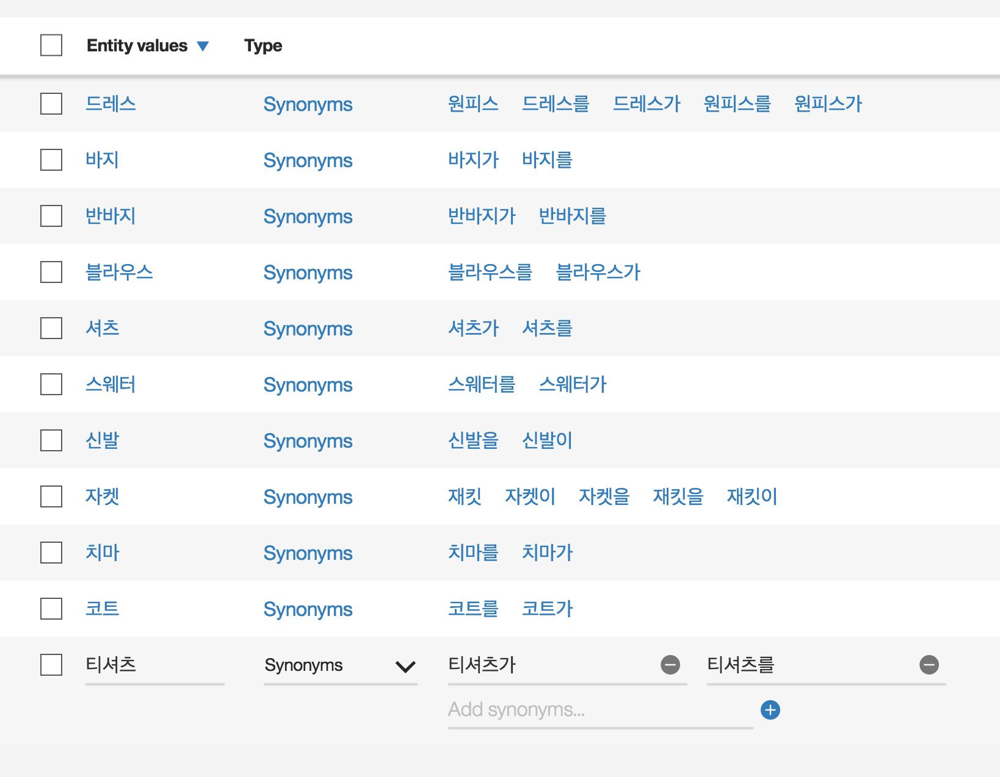 Entity values Type
드레스 Synonyms 원피스 드레스를 드레스가 원피스를 원피스가
바지 Synonyms 바지가 바지를
반바지 Synonyms 반바지가 반바지를
블라우스 Synonyms 블라우스를 블라우스가
셔츠 Synonyms 셔츠가 셔츠를
스웨터 Synonyms 스웨터를 스웨터가
신발 Synonyms 신발을 신발이
자켓 Synonyms 재킷 자켓이 자켓을 재킷을 재킷이
치마 Synonyms 치마를 치마가
코트 Synonyms 코트를 코트가
티셔츠 Synonyms 티셔츠가 티셔츠를
Add synonyms...